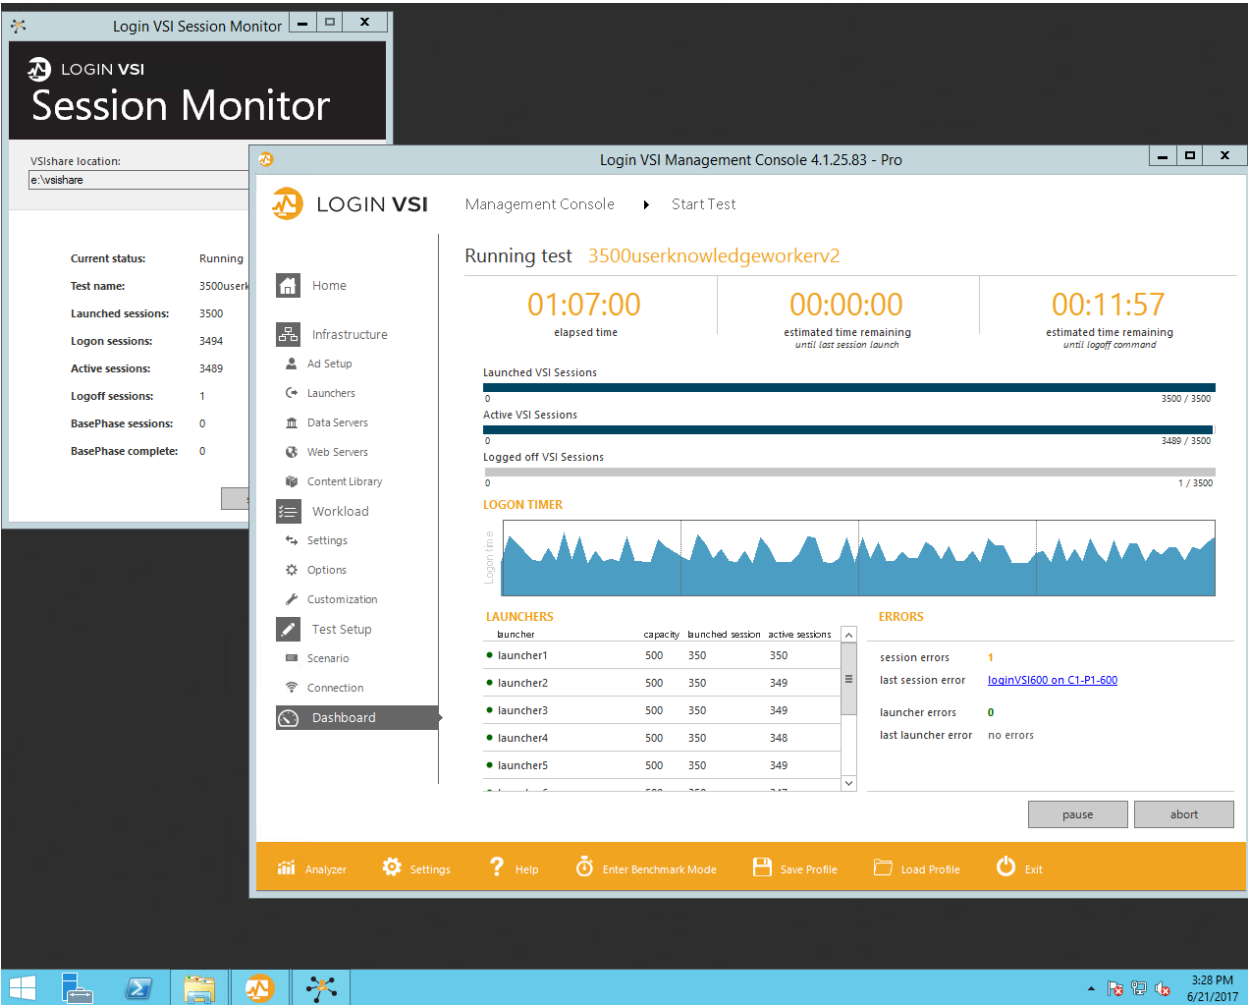 Login VSI Session Monitor
LOGIN VSI
Session Monitor
VSIshare location:
e:\vsishare
Current status: Running
Test name: 3500userk
Launched sessions: 3500
Logon sessions: 3494
Active sessions: 3489
Logoff sessions: 1
BasePhase sessions: 0
BasePhase complete: 0
Login VSI Management Console 4.1.25.83 - Pro
LOGIN VSI
Management Console
Start Test
Home
Infrastructure
Ad Setup
Launchers
Data Servers
Web Servers
Content Library
Workload
Settings
Options
Customization
Test Setup
Scenario
Connection
Dashboard
Running test 3500userknowledgeworkerv2
01:07:00
elapsed time
00:00:00
estimated time remaining
until last session launch
00:11:57
estimated time remaining
until logoff command
Launched VSI Sessions
0 3500 / 3500
Active VSI Sessions
0 3489 / 3500
Logged off VSI Sessions
0 1 / 3500
LOGON TIMER
Logon time
LAUNCHERS
launcher capacity launched session active sessions
launcher1 500 350 350
launcher2 500 350 349
launcher3 500 350 349
launcher4 500 350 348
launcher5 500 350 349
ERRORS
session errors 1
last session error loginVSI600 on C1-P1-600
launcher errors 0
last launcher error no errors
pause
abort
Analyzer
Settings
? Help
Enter Benchmark Mode
Save Profile
Load Profile
Exit
3:28 PM
6/21/2017